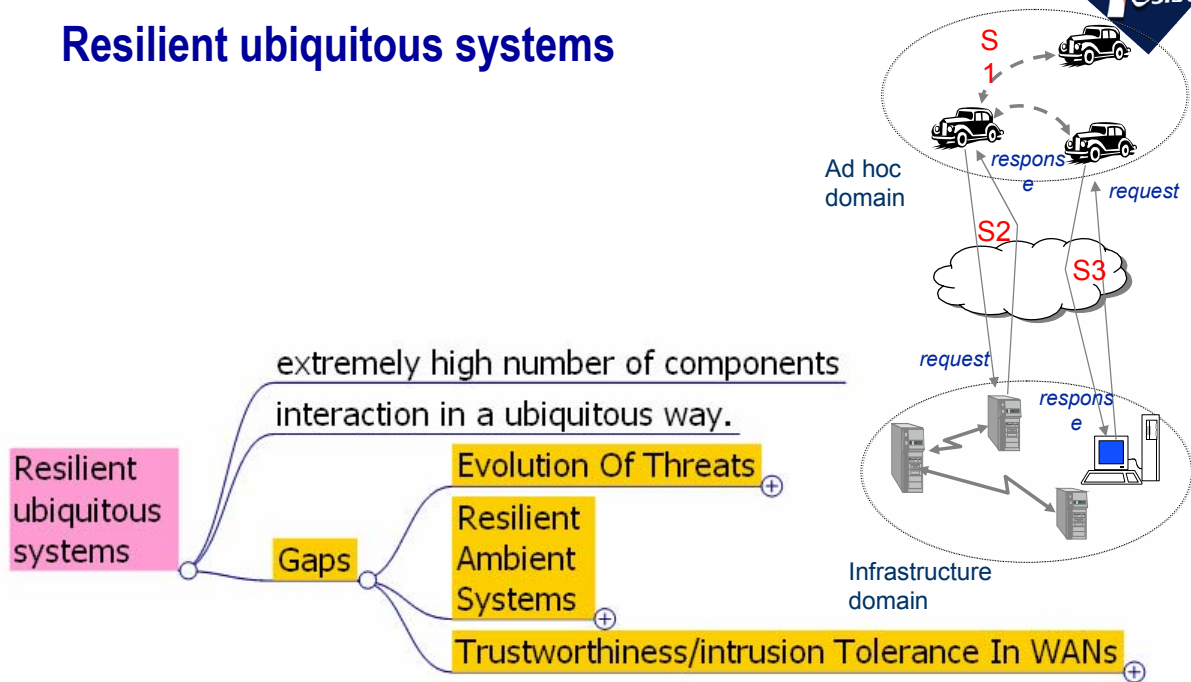 Resilient ubiquitous systems
S
1
Ad hoc
domain
respons
e
request
S2
S3
request
respons
e
Infrastructure
domain
extremely high number of components
interaction in a ubiquitous way.
Resilient
ubiquitous
systems
Gaps
Evolution Of Threats
Resilient
Ambient
Systems
Trustworthiness/intrusion Tolerance In WANs